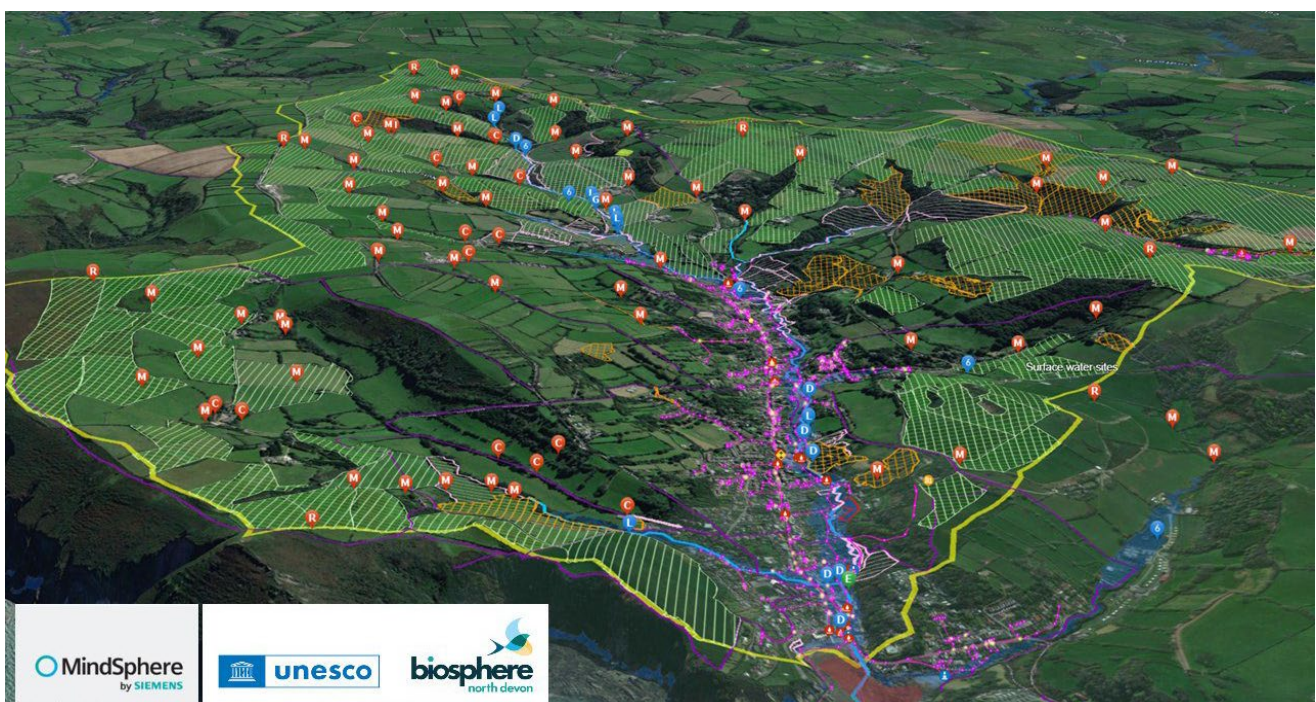 Surface water sites
MindSphere
by SIEMENS
unesco
biosphere
north devon